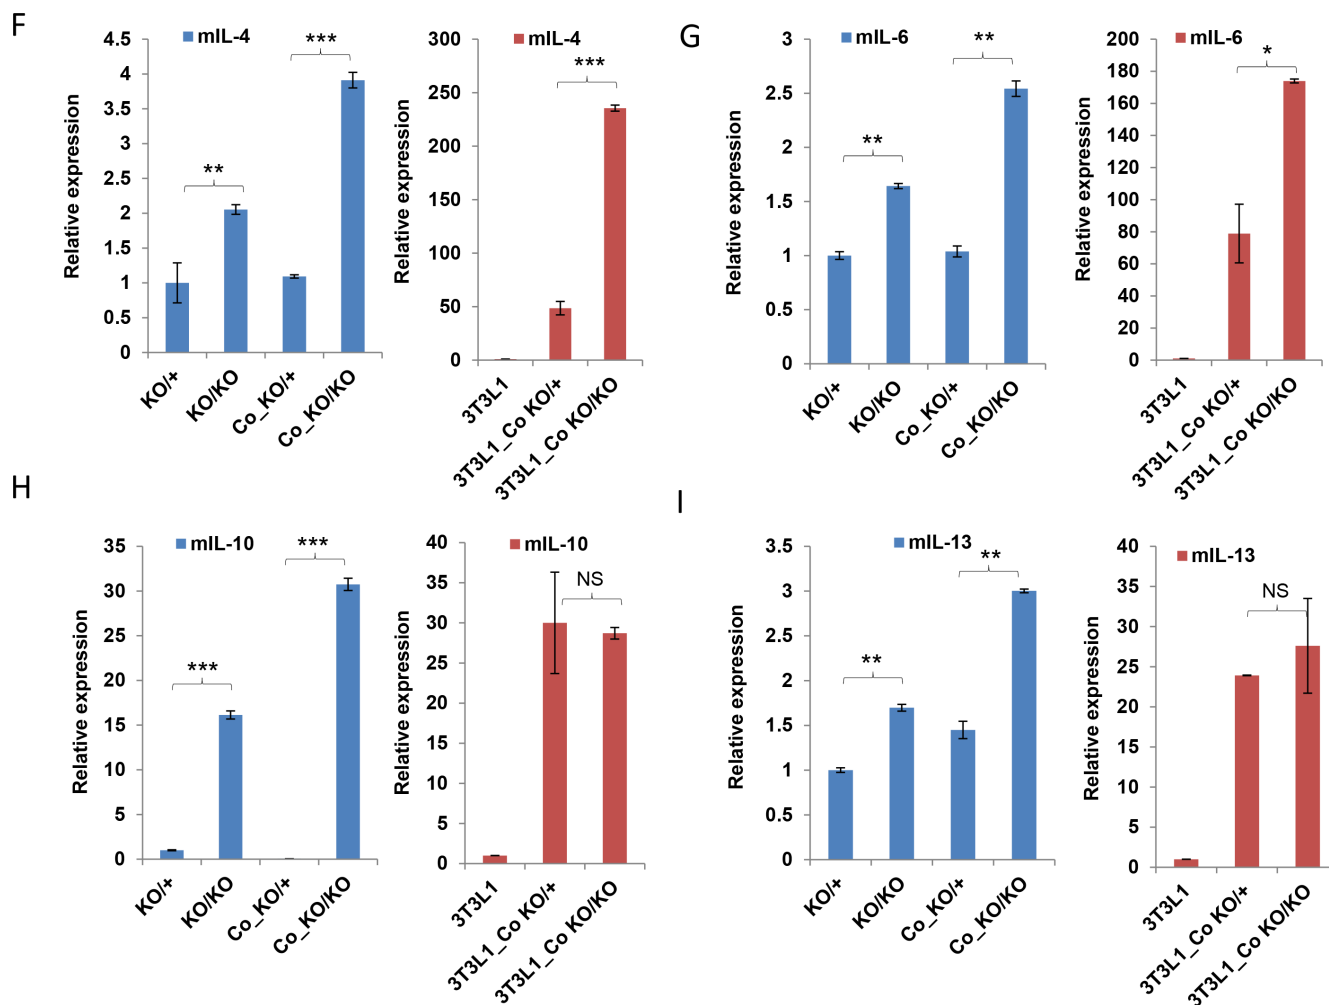 F
mIL-4
Relative expression
4.5
4
3.5
3
2.5
2
1.5
1
0.5
0
**
***
KO/+
KO/KO
Co_KO/+
Co_KO/KO
mIL-4
Relative expression
300
250
200
150
100
50
0
***
3T3L1
3T3L1_Co KO/+
3T3L1_Co KO/KO
G
mIL-6
Relative expression
3
2.5
2
1.5
1
0.5
0
**
**
KO/+
KO/KO
Co_KO/+
Co_KO/KO
mIL-6
Relative expression
200
180
160
140
120
100
80
60
40
20
0
*
3T3L1
3T3L1_Co KO/+
3T3L1_Co KO/KO
H
mIL-10
Relative expression
35
30
25
20
15
10
5
0
***
***
KO/+
KO/KO
Co_KO/+
Co_KO/KO
mIL-10
Relative expression
40
35
30
25
20
15
10
5
0
NS
3T3L1
3T3L1_Co KO/+
3T3L1_Co KO/KO
I
mIL-13
Relative expression
3.5
3
2.5
2
1.5
1
0.5
0
**
**
KO/+
KO/KO
Co_KO/+
Co_KO/KO
mIL-13
Relative expression
40
35
30
25
20
15
10
5
0
NS
3T3L1
3T3L1_Co KO/+
3T3L1_Co KO/KO